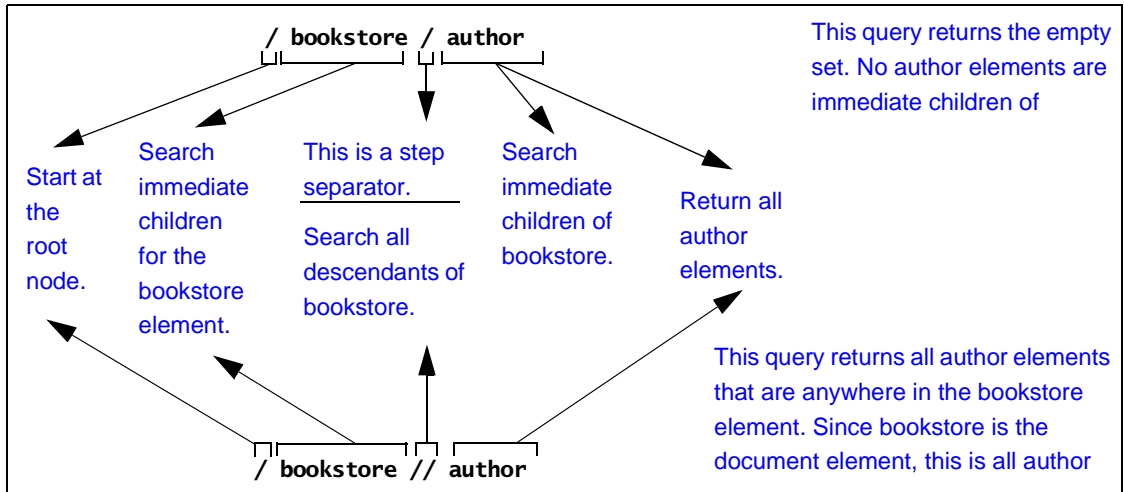 / bookstore / author
This query returns the empty
set. No author elements are
immediate children of
Start at
the
root
node.
Search
immediate
children
for the
bookstore
element.
This is a step
separator.
Search all
descendants of
bookstore.
Search
immediate
children of
bookstore.
Return all
author
elements.
This query returns all author elements
that are anywhere in the bookstore
element. Since bookstore is the
document element, this is all author
/ bookstore // author